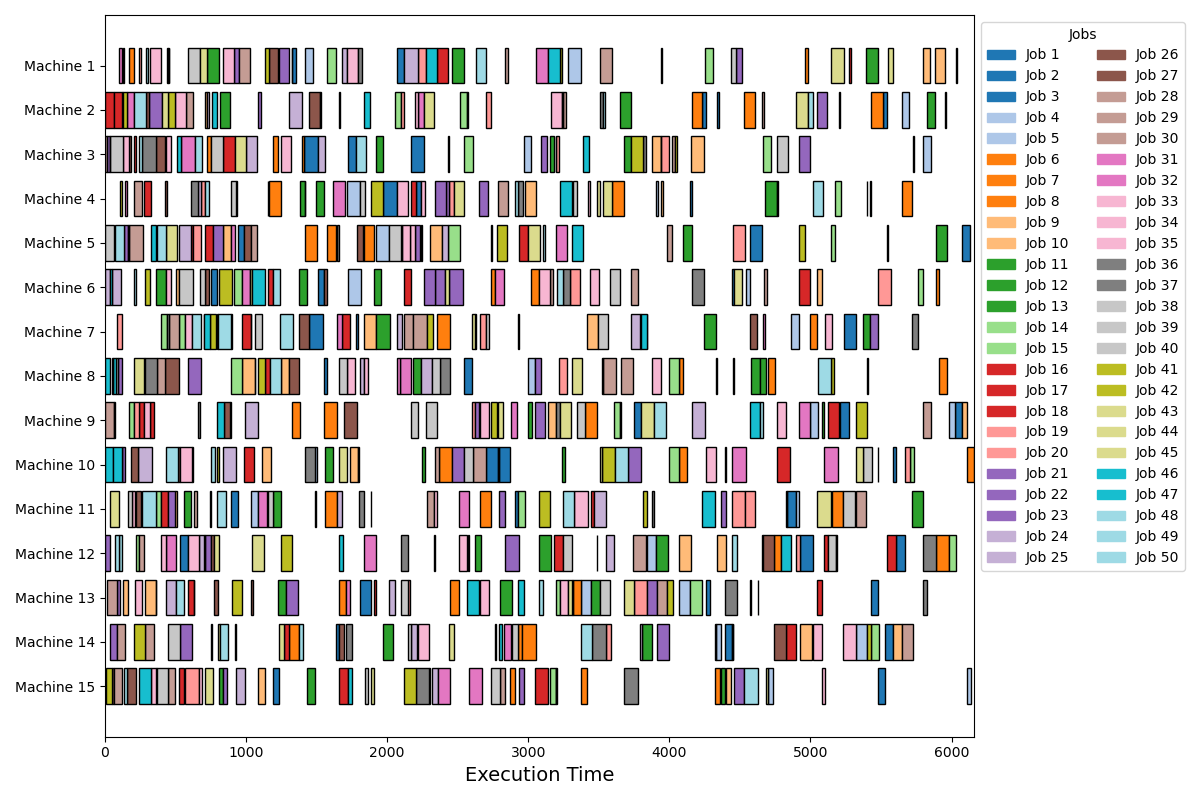 Machine 1
Machine 2
Machine 3
Machine 4
Machine 5
Machine 6
Machine 7
Machine 8
Machine 9
Machine 10
Machine 11
Machine 12
Machine 13
Machine 14
Machine 15
0 1000 2000 3000 4000 5000 6000
Execution Time
Jobs
Job 1 Job 26
Job 2 Job 27
Job 3 Job 28
Job 4 Job 29
Job 5 Job 30
Job 6 Job 31
Job 7 Job 32
Job 8 Job 33
Job 9 Job 34
Job 10 Job 35
Job 11 Job 36
Job 12 Job 37
Job 13 Job 38
Job 14 Job 39
Job 15 Job 40
Job 16 Job 41
Job 17 Job 42
Job 18 Job 43
Job 19 Job 44
Job 20 Job 45
Job 21 Job 46
Job 22 Job 47
Job 23 Job 48
Job 24 Job 49
Job 25 Job 50